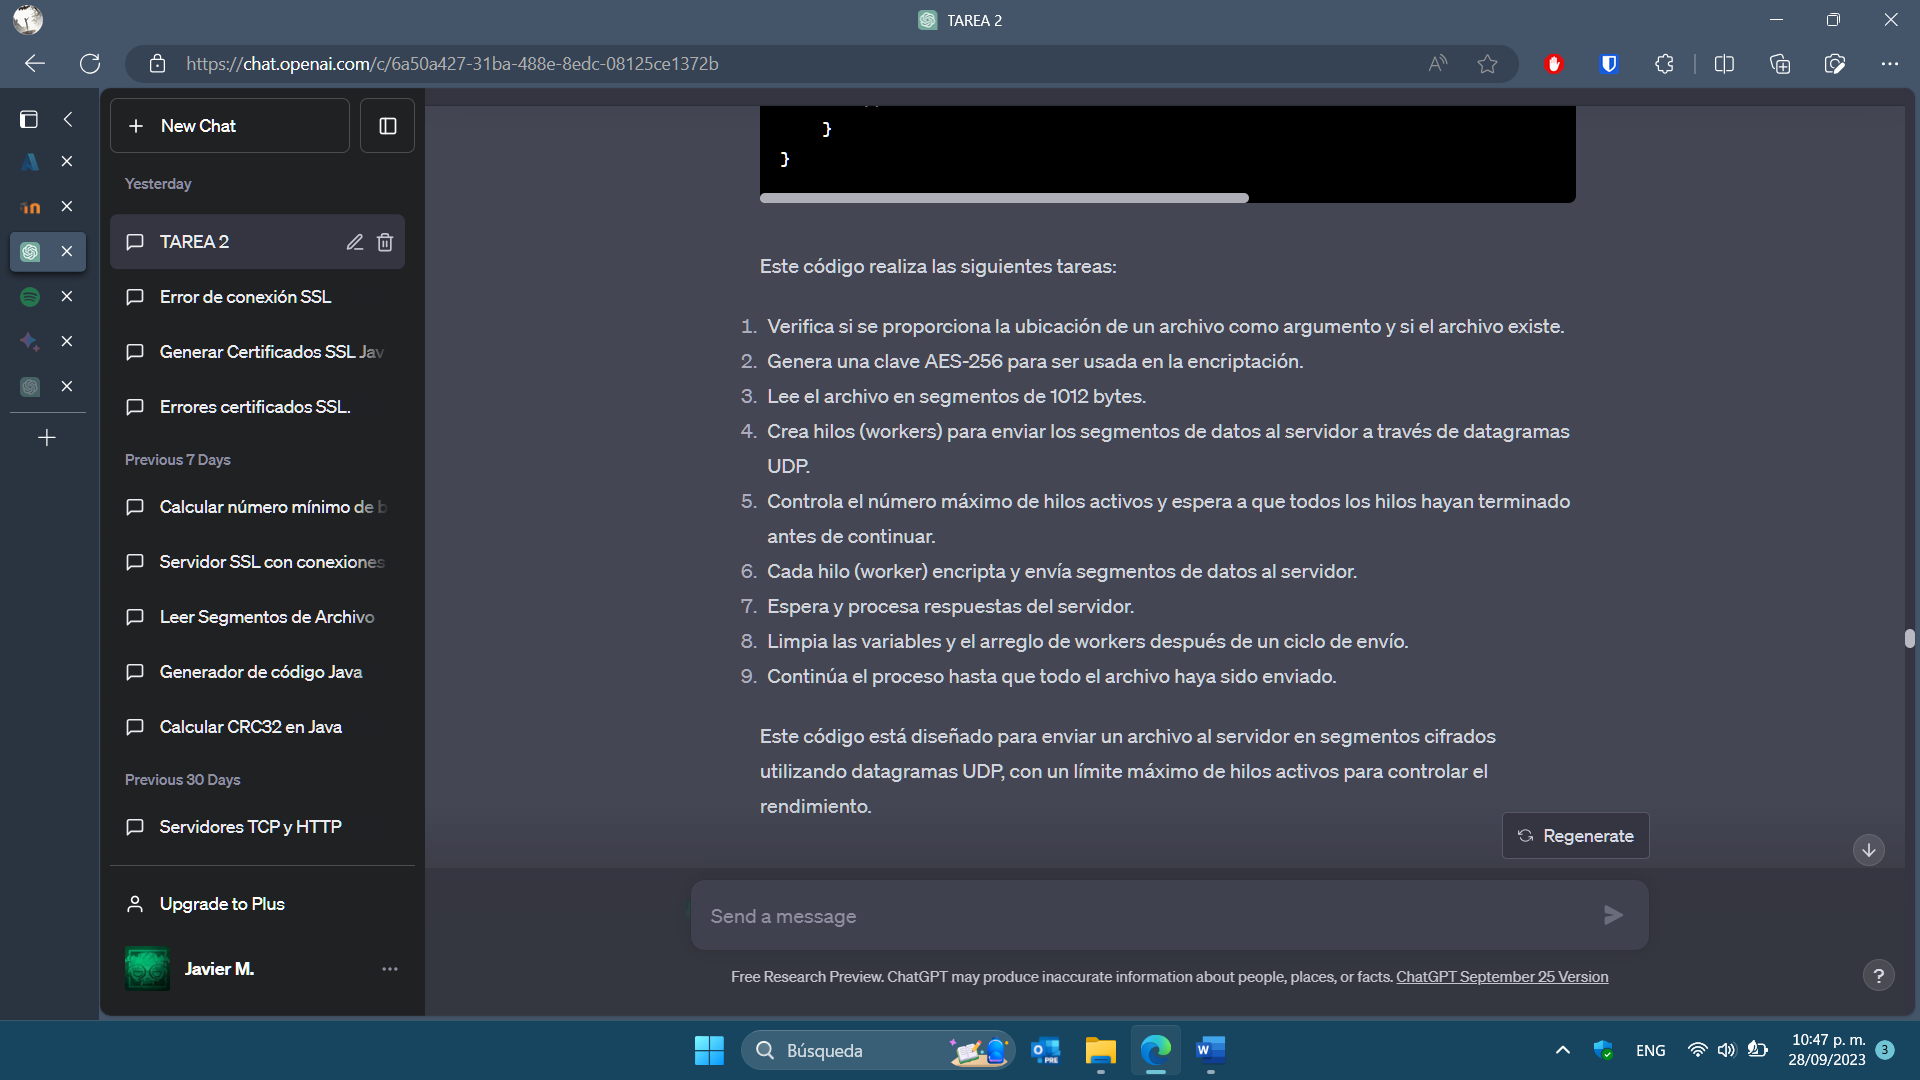 TAREA 2
https://chat.openai.com/c/6a50a427-31ba-488e-8edc-08125ce1372b
New Chat
Yesterday
TAREA 2
Error de conexión SSL
Generar Certificados SSL Jav
Errores certificados SSL.
Previous 7 Days
Calcular número mínimo de b
Servidor SSL con conexiones
Leer Segmentos de Archivo
Generador de código Java
Calcular CRC32 en Java
Previous 30 Days
Servidores TCP y HTTP
Upgrade to Plus
Javier M.
}
}
Este código realiza las siguientes tareas:
1. Verifica si se proporciona la ubicación de un archivo como argumento y si el archivo existe.
2. Genera una clave AES-256 para ser usada en la encriptación.
3. Lee el archivo en segmentos de 1012 bytes.
4. Crea hilos (workers) para enviar los segmentos de datos al servidor a través de datagramas
UDP.
5. Controla el número máximo de hilos activos y espera a que todos los hilos hayan terminado
antes de continuar.
6. Cada hilo (worker) encripta y envía segmentos de datos al servidor.
7. Espera y procesa respuestas del servidor.
8. Limpia las variables y el arreglo de workers después de un ciclo de envío.
9. Continúa el proceso hasta que todo el archivo haya sido enviado.
Este código está diseñado para enviar un archivo al servidor en segmentos cifrados
utilizando datagramas UDP, con un límite máximo de hilos activos para controlar el
rendimiento.
Regenerate
Send a message
Free Research Preview. ChatGPT may produce inaccurate information about people, places, or facts. ChatGPT September 25 Version
?
Búsqueda
ENG
10:47 p. m.
28/09/2023
3